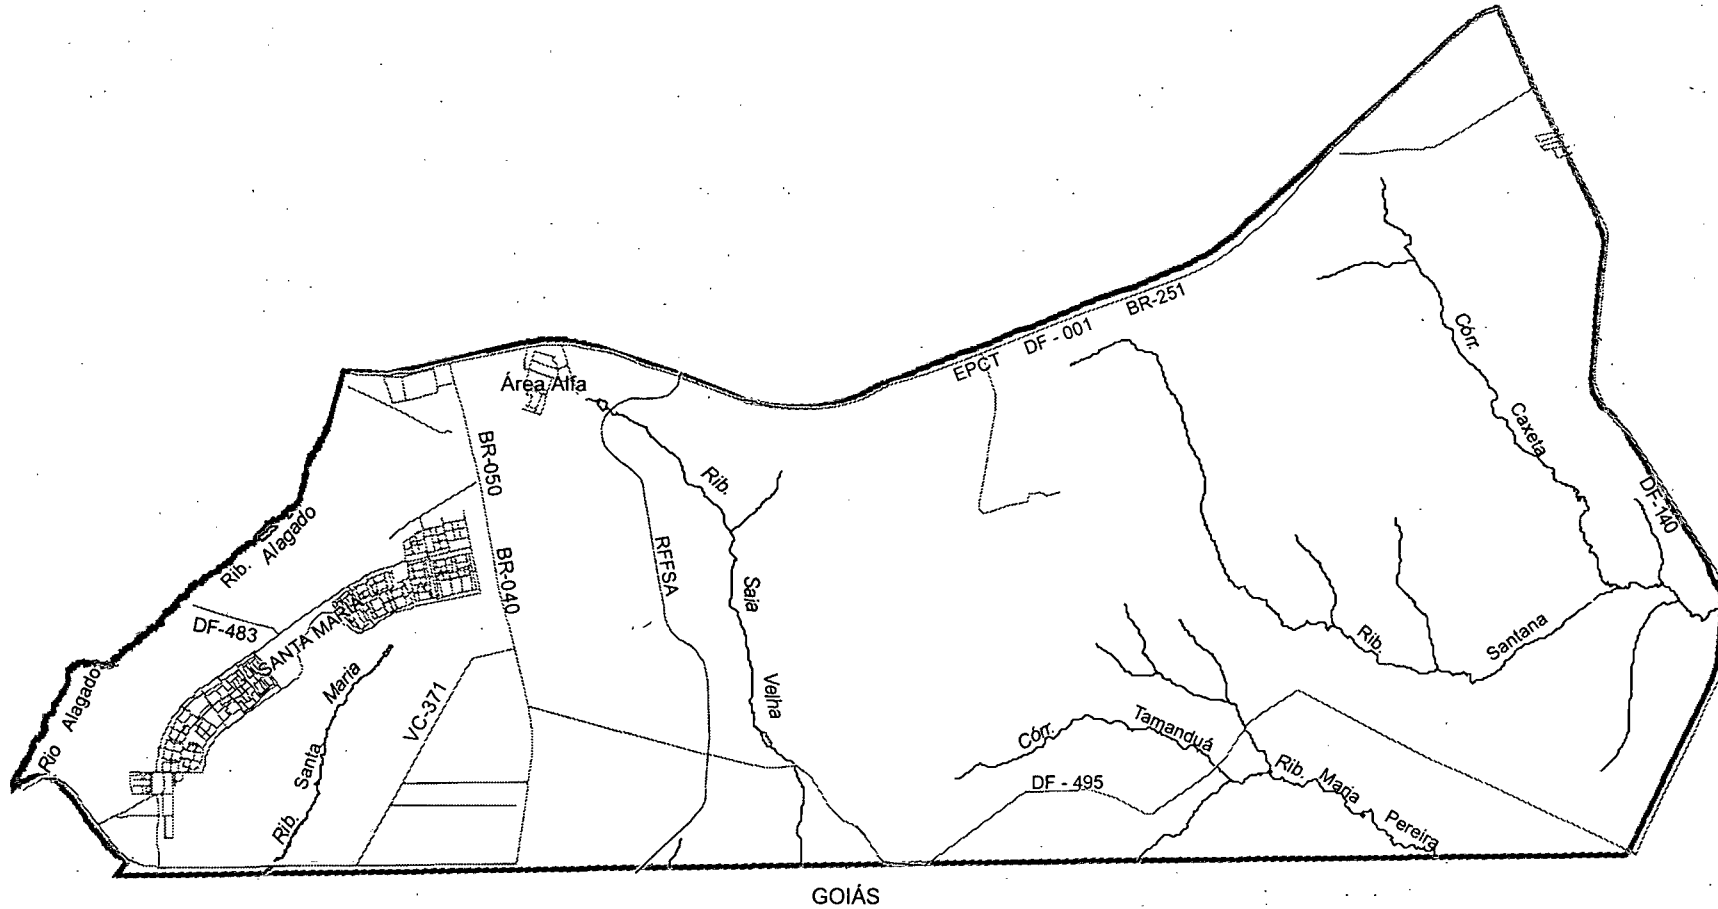 BR-251
DF - 001
EPCT
Área Alfa
Córr.
Caxeta
BR-050
Rib.
DF-140
Rib. Alagado
BR-040
RFFSA
Saia
DF-483
SANTA MARIA
Rib.
Santana
Maria
Velha
Rio Alagado
VC-371
Santa
Rib.
Córr.
Tamanduá
DF - 495
Rib. Maria Pereira
GOIÁS